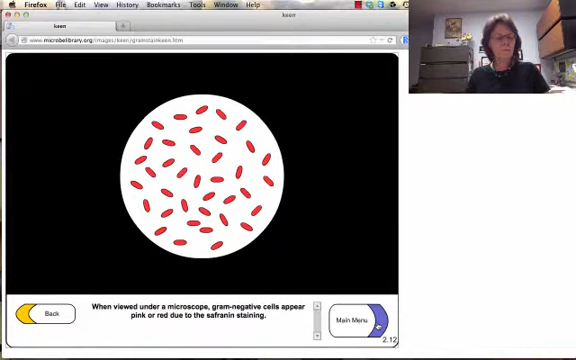 Firefox File Edit View History Bookmarks Tools Window Help
keen
keen
www.microbelibrary.org/images/keen/gramstainkeen.htm
When viewed under a microscope, gram-negative cells appear
pink or red due to the safranin staining.
Back
Main Menu
2.12